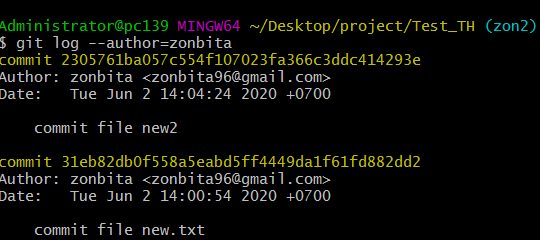 Administrator@pc139 MINGW64 ~/Desktop/project/Test_TH (zon2)
$ git log --author=zonbita
commit 2305761ba057c554f107023fa366c3ddc414293e
Author: zonbita <zonbita96@gmail.com>
Date:   Tue Jun 2 14:04:24 2020 +0700
    commit file new2
commit 31eb82db0f558a5eabd5ff4449da1f61fd882dd2
Author: zonbita <zonbita96@gmail.com>
Date:   Tue Jun 2 14:00:54 2020 +0700
    commit file new.txt